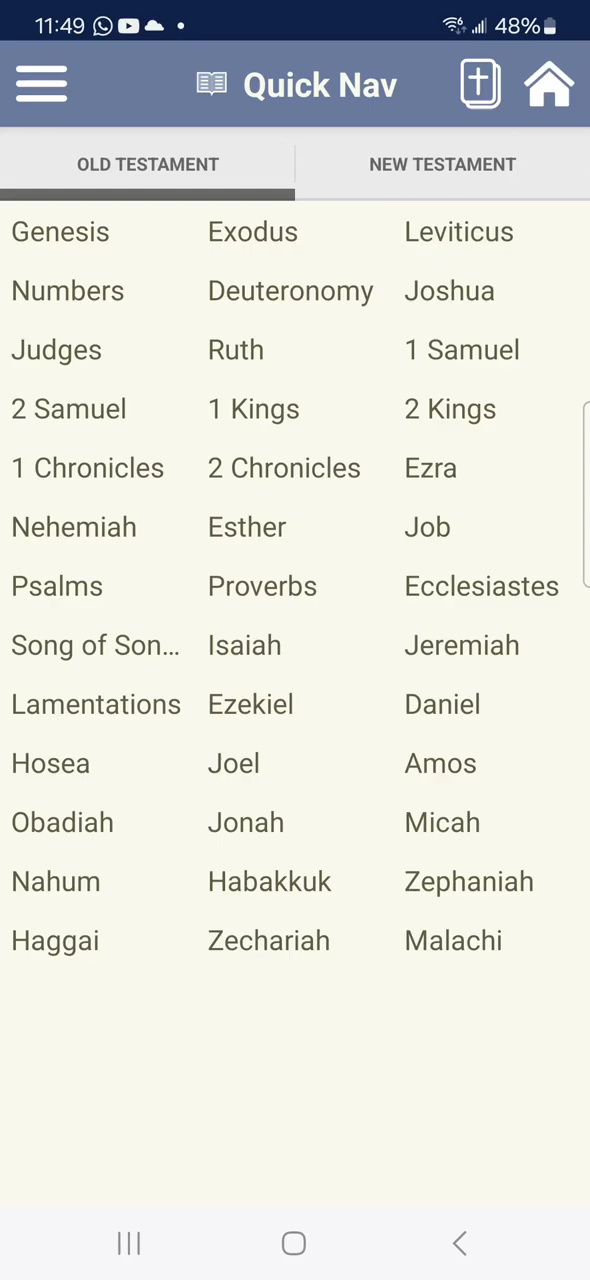 11:49 48%
Quick Nav
OLD TESTAMENT NEW TESTAMENT
Genesis Exodus Leviticus
Numbers Deuteronomy Joshua
Judges Ruth 1 Samuel
2 Samuel 1 Kings 2 Kings
1 Chronicles 2 Chronicles Ezra
Nehemiah Esther Job
Psalms Proverbs Ecclesiastes
Song of Son... Isaiah Jeremiah
Lamentations Ezekiel Daniel
Hosea Joel Amos
Obadiah Jonah Micah
Nahum Habakkuk Zephaniah
Haggai Zechariah Malachi